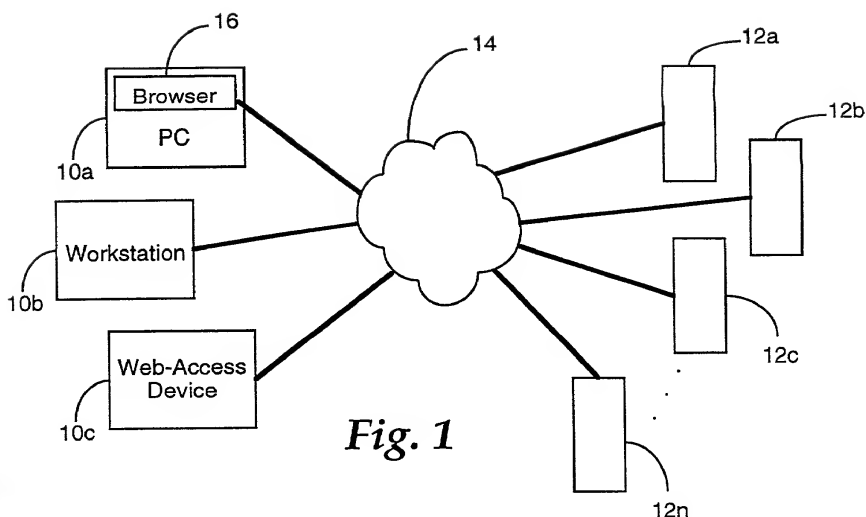 16
Browser
PC
10a
14
12a
12b
Workstation
10b
12c
Web-Access
Device
10c
Fig. 1
12n